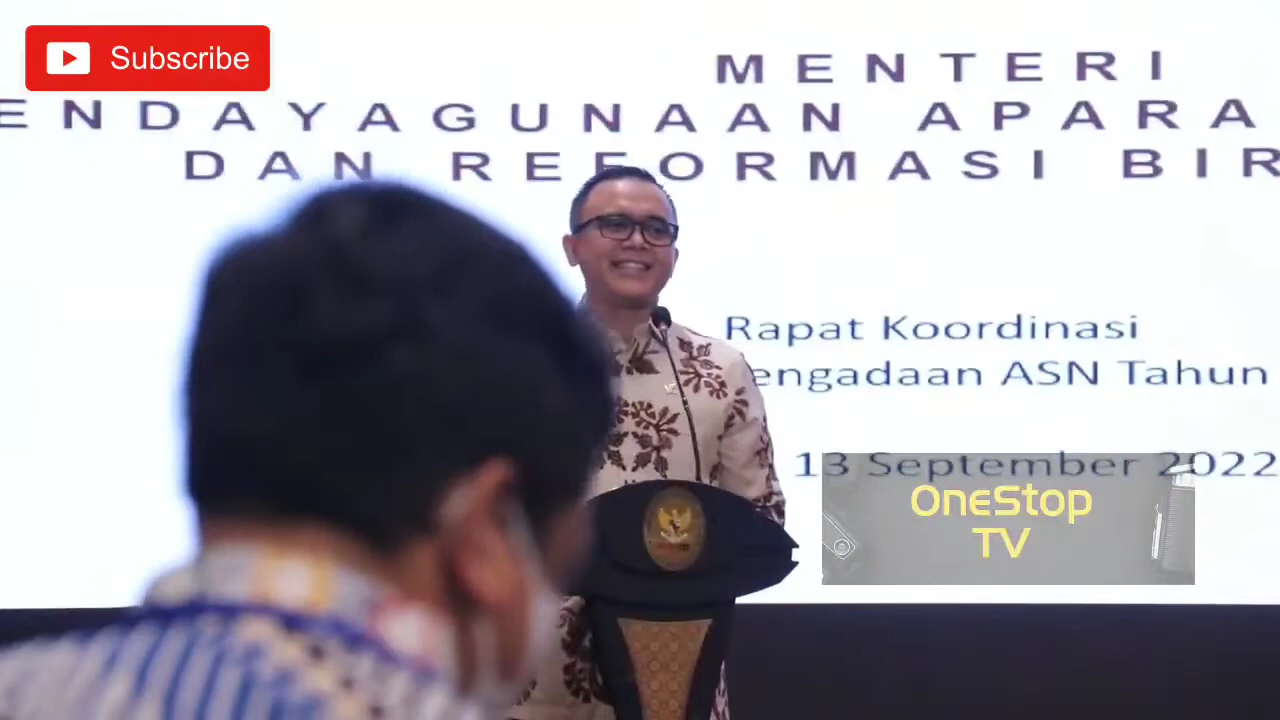 Subscribe
MENTERI
ENDAYAGUNAAN APARA
DAN REFORMASI BIR
Rapat Koordinasi
engadaan ASN Tahun
13 September 2022
OneStop
TV